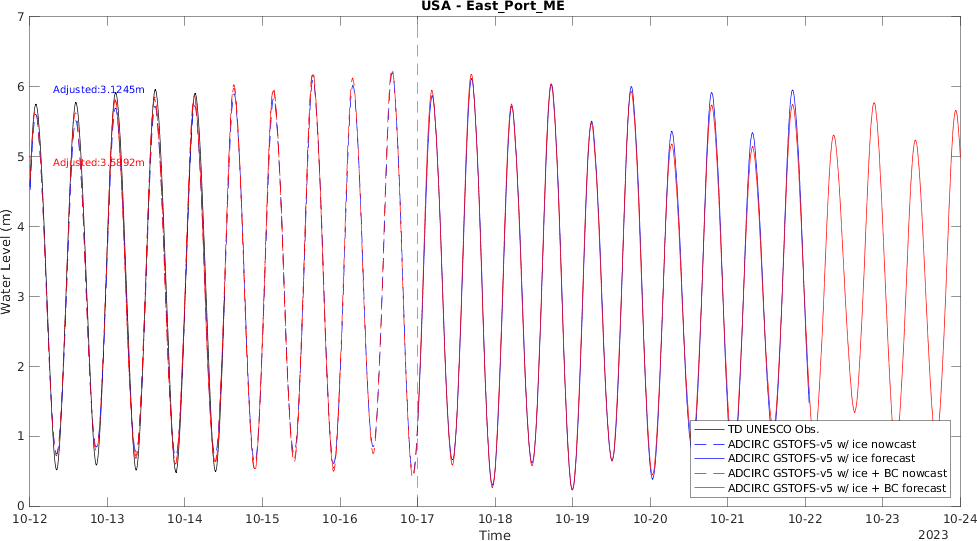 USA - East_Port_ME
7
6
5
4
3
2
1
0
Water Level (m)
Adjusted:3.1245m
Adjusted:3.5892m
TD UNESCO Obs.
ADCIRC GSTOFS-v5 w/ ice nowcast
ADCIRC GSTOFS-v5 w/ ice forecast
ADCIRC GSTOFS-v5 w/ ice + BC nowcast
ADCIRC GSTOFS-v5 w/ ice + BC forecast
10-12 10-13 10-14 10-15 10-16 10-17 10-18 10-19 10-20 10-21 10-22 10-23 10-24
Time
2023